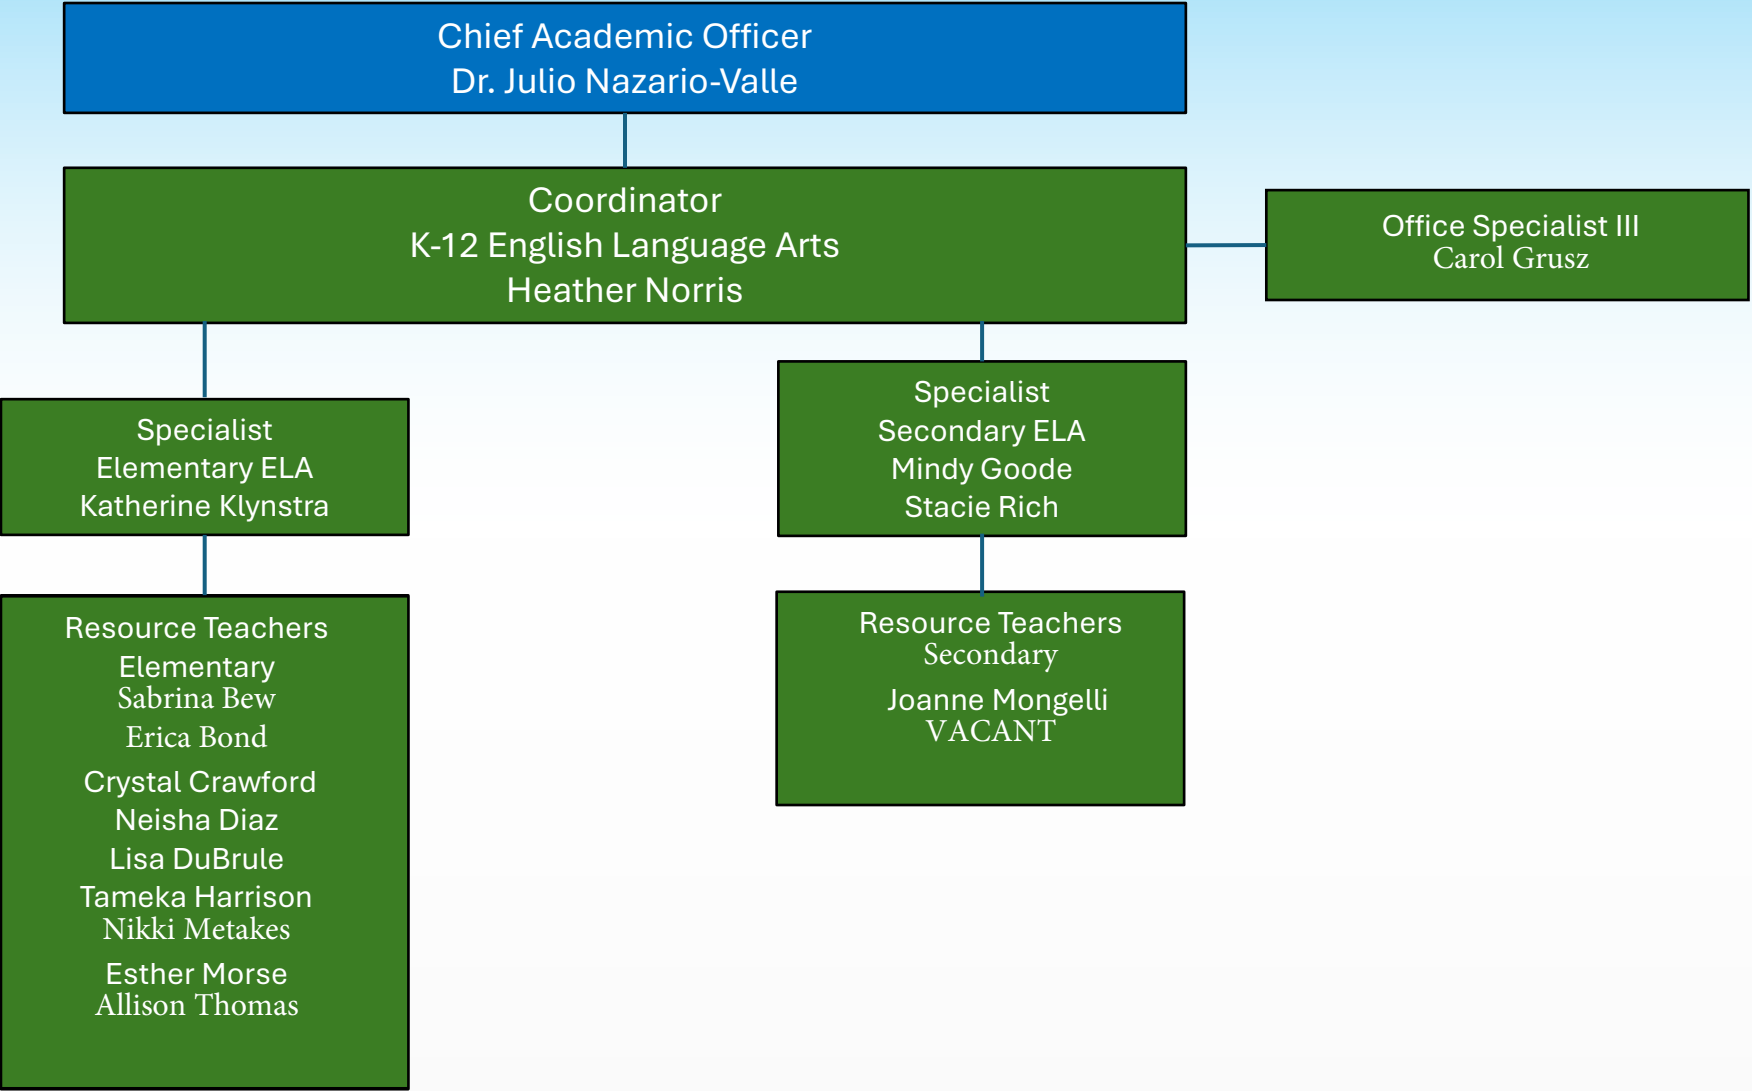 Chief Academic Officer
Dr. Julio Nazario-Valle
Coordinator
K-12 English Language Arts
Heather Norris
Office Specialist III
Carol Grusz
Specialist
Elementary ELA
Katherine Klynstra
Specialist
Secondary ELA
Mindy Goode
Stacie Rich
Resource Teachers
Elementary
Sabrina Bew
Erica Bond
Crystal Crawford
Neisha Diaz
Lisa DuBrule
Tameka Harrison
Nikki Metakes
Esther Morse
Allison Thomas
Resource Teachers
Secondary
Joanne Mongelli
VACANT